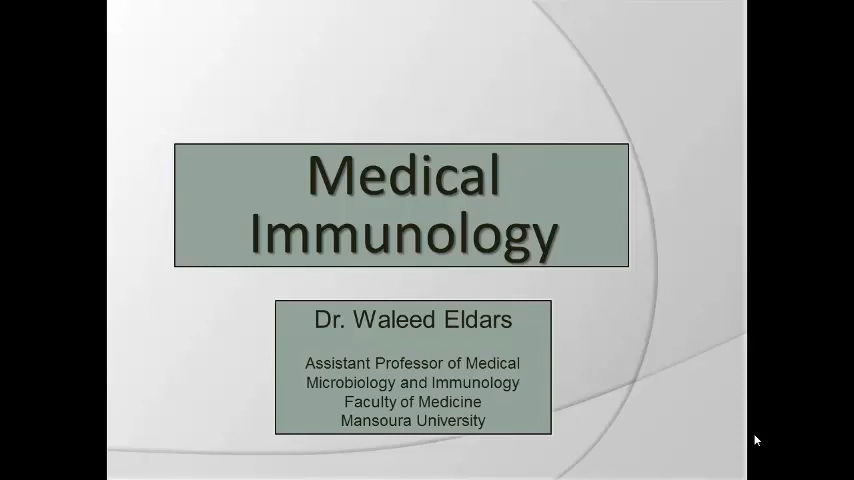 Medical
Immunology
Dr. Waleed Eldars
Assistant Professor of Medical
Microbiology and Immunology
Faculty of Medicine
Mansoura University